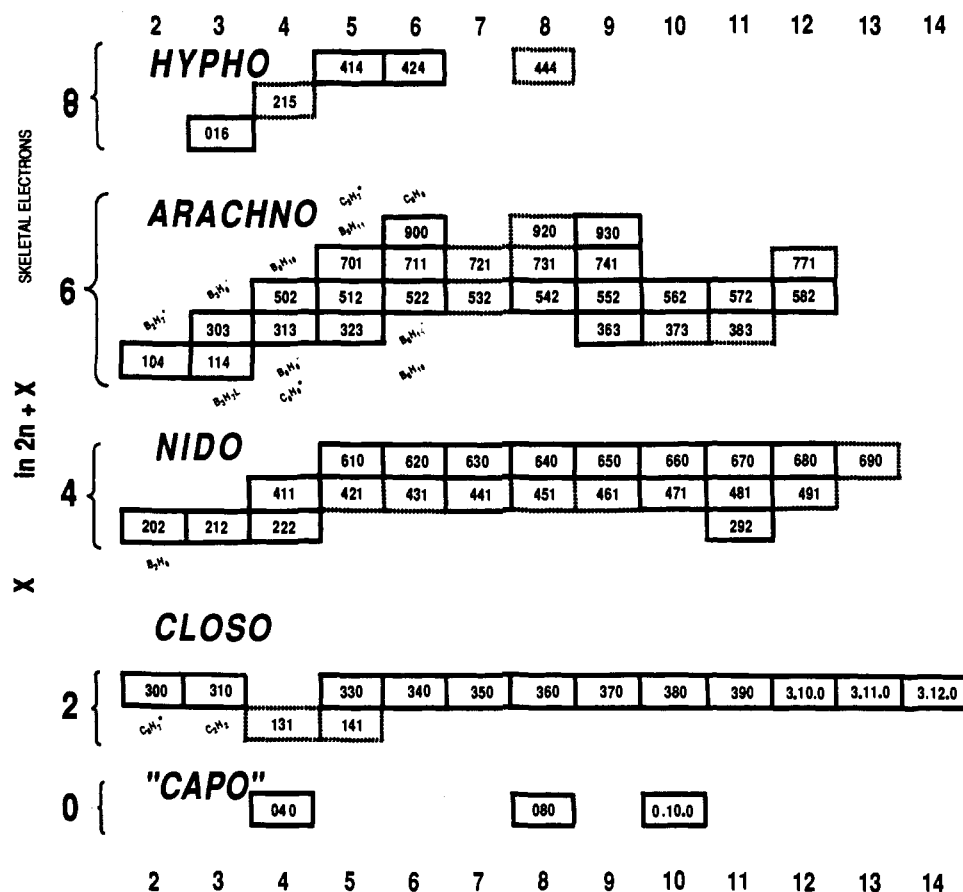 2 3 4 5 6 7 8 9 10 11 12 13 14
X in 2n + X SKELETAL ELECTRONS
HYPHO
414 424 444
8
215
016
ARACHNO
B₅H₁₁
900 920 930
B₄H₁₀
701 711 721 731 741 771
6
502 512 522 532 542 552 562 572 582
303 313 323 363 373 383
104 114
B₃H₇L
NIDO
610 620 630 640 650 660 670 680 690
4
411 421 431 441 451 461 471 481 491
202 212 222 292
B₂H₆
CLOSO
300 310 330 340 350 360 370 380 390 3.10.0 3.11.0 3.12.0
2
C₂H₂
131 141
"CAPO"
0
040 080 0.10.0
2 3 4 5 6 7 8 9 10 11 12 13 14